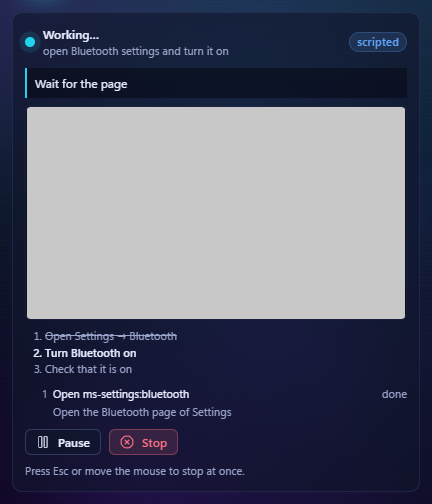 Working...
open Bluetooth settings and turn it on
scripted
Wait for the page
1. Open Settings → Bluetooth
2. Turn Bluetooth on
3. Check that it is on
1 Open ms-settings:bluetooth done
Open the Bluetooth page of Settings
Pause Stop
Press Esc or move the mouse to stop at once.